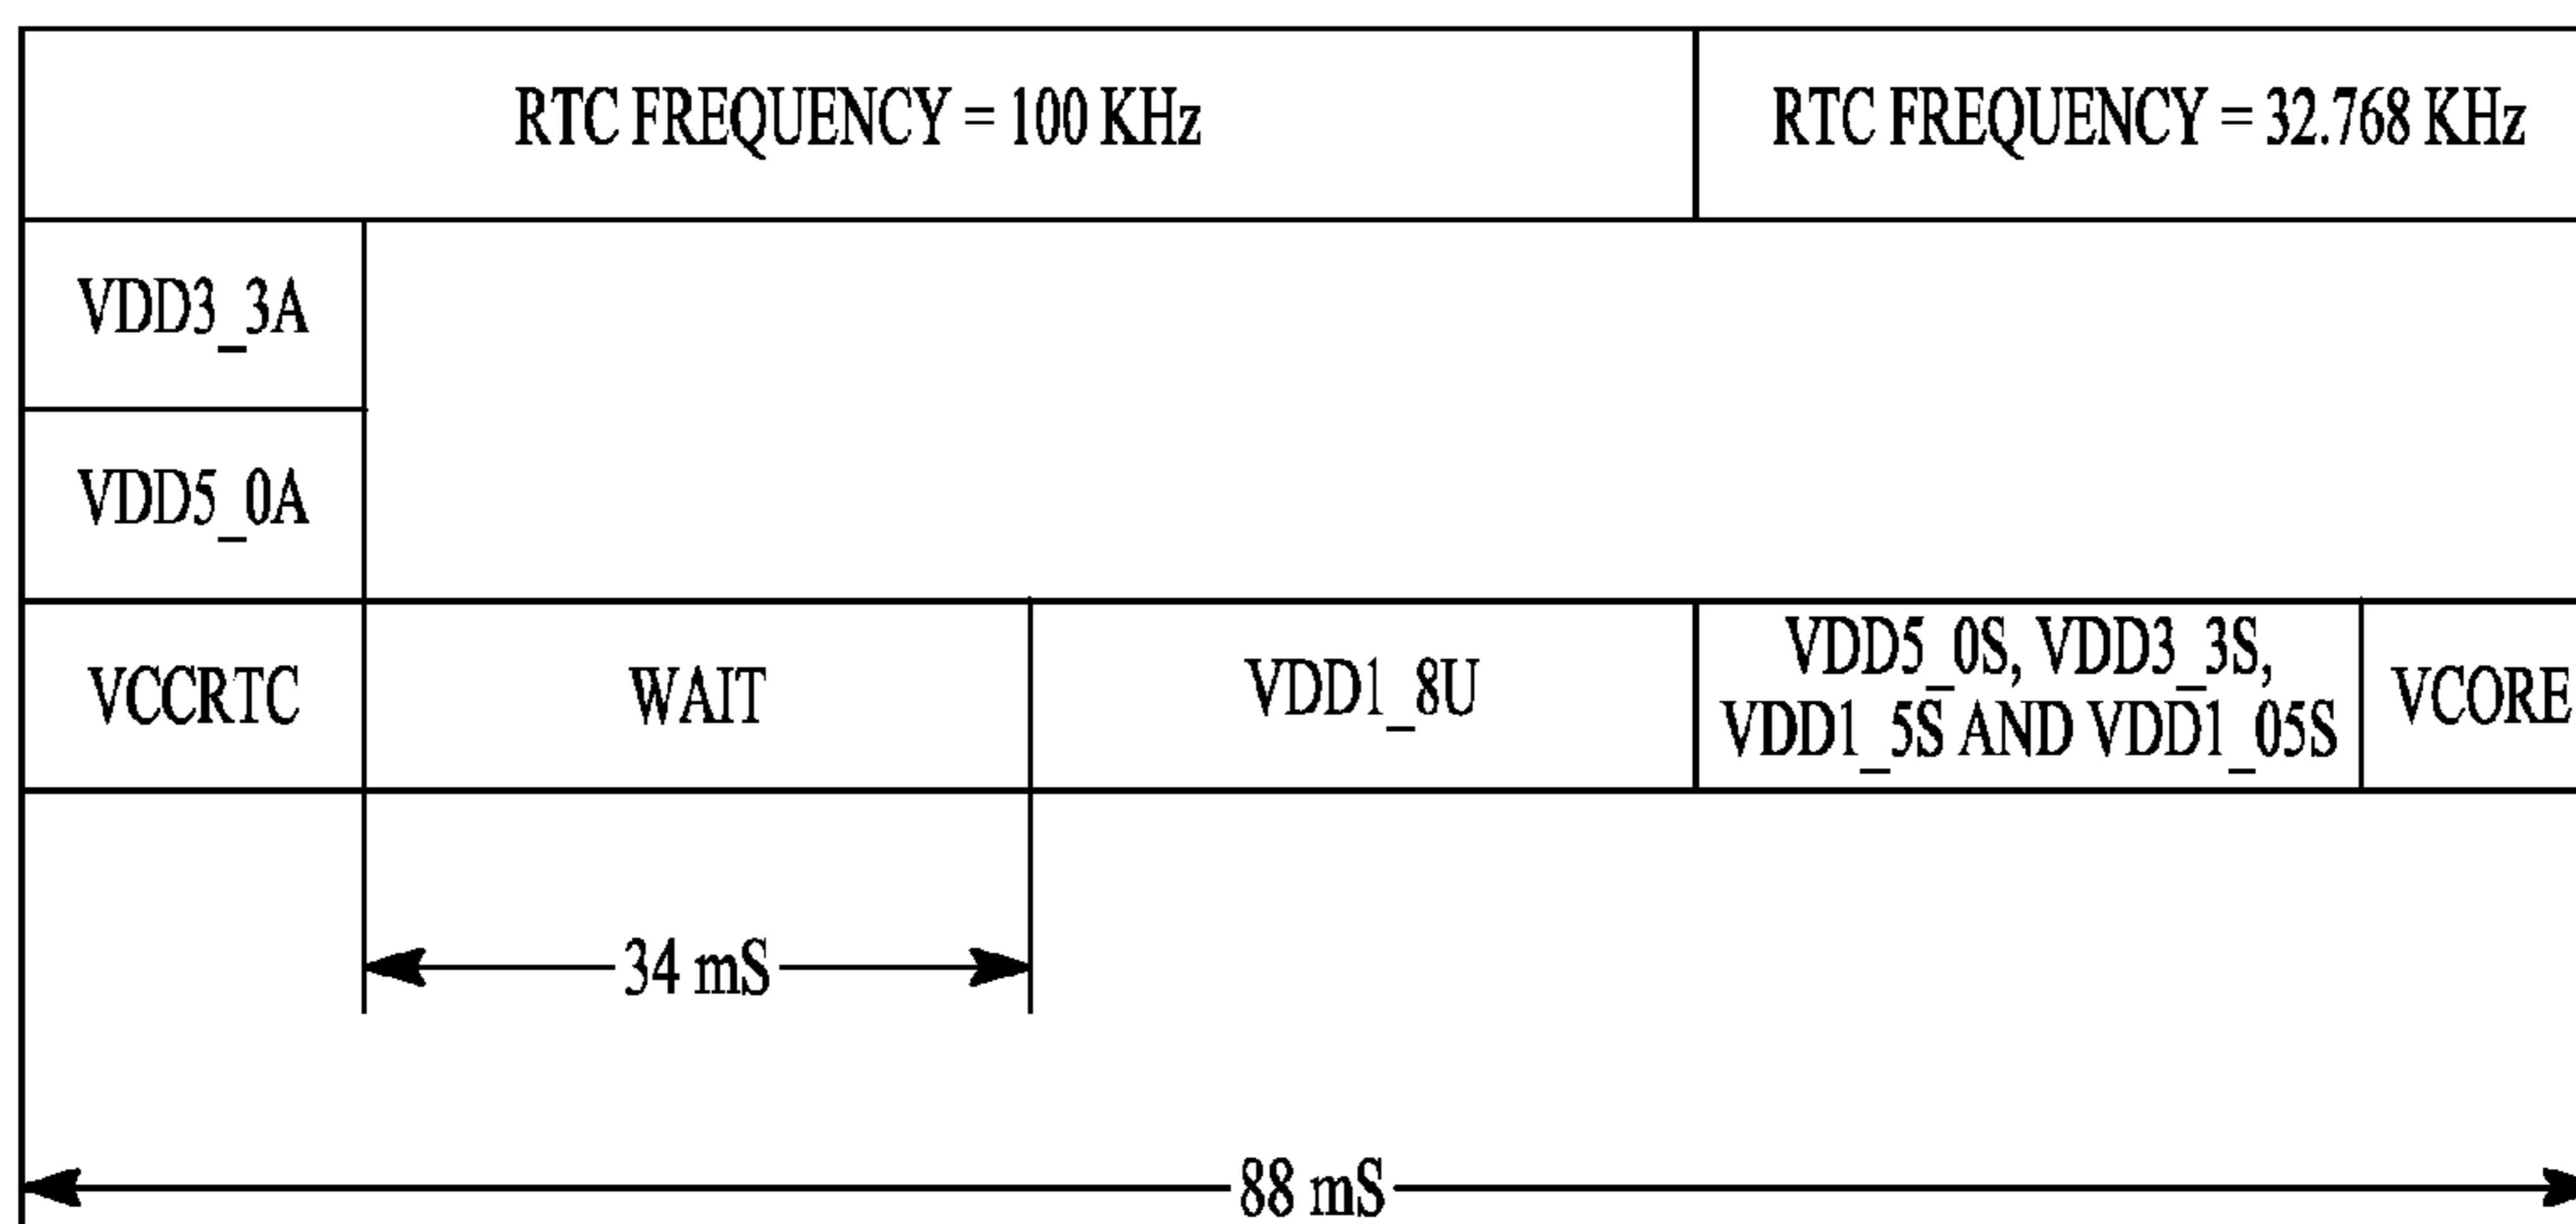 RTC FREQUENCY = 100 KHz
RTC FREQUENCY = 32.768 KHz
VDD3_3A
VDD5_0A
VCCRTC
WAIT
VDD1_8U
VDD5_0S, VDD3_3S,
VDD1_5S AND VDD1_05S
VCORE
34 mS
88 mS